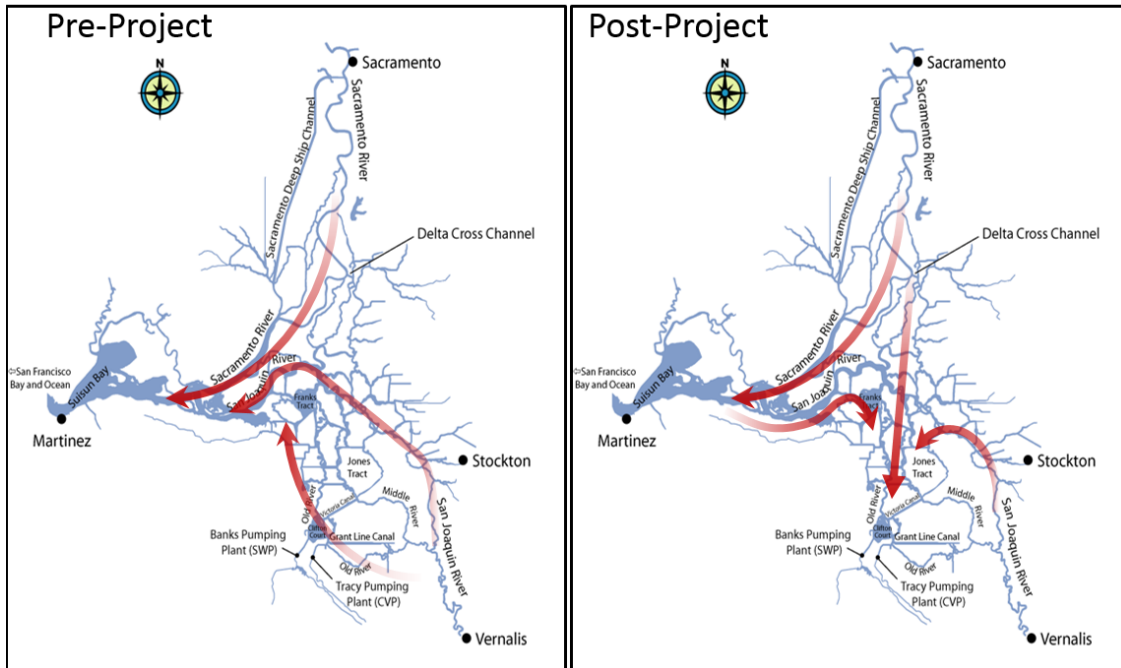 Pre-Project
N
Sacramento
Sacramento Deep Ship Channel
Sacramento River
Delta Cross Channel
Sacramento River
San Joaquin
River
⇦San Francisco
Bay and Ocean
Suisun Bay
Martinez
Franks
Tract
Stockton
Jones
Tract
Old River
Victoria Canal
Middle
River
San Joaquin River
Clifton
Court
Grant Line Canal
Banks Pumping
Plant (SWP)
Old River
Tracy Pumping
Plant (CVP)
Vernalis
Post-Project
N
Sacramento
Sacramento Deep Ship Channel
Sacramento River
Delta Cross Channel
Sacramento River
San Joaquin
River
⇦San Francisco
Bay and Ocean
Suisun Bay
Martinez
Franks
Tract
Stockton
Jones
Tract
Old River
Victoria Canal
Middle
River
San Joaquin River
Clifton
Court
Grant Line Canal
Banks Pumping
Plant (SWP)
Old River
Tracy Pumping
Plant (CVP)
Vernalis